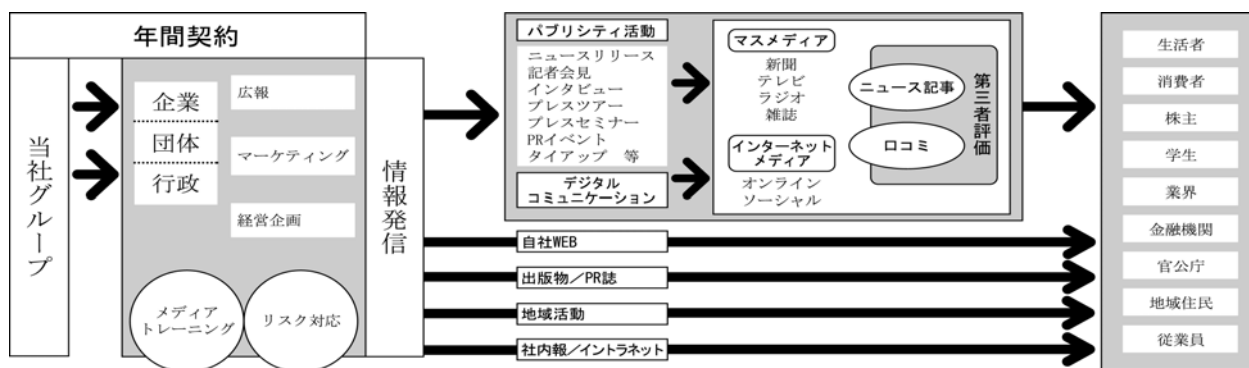 年間契約
当社グループ
企業
団体
行政
広報
マーケティング
経営企画
メディア
トレーニング
リスク対応
情報発信
パブリシティ活動
ニュースリリース
記者会見
インタビュー
プレスツアー
プレスセミナー
PRイベント
タイアップ 等
デジタル
コミュニケーション
マスメディア
新聞
テレビ
ラジオ
雑誌
インターネット
メディア
オンライン
ソーシャル
ニュース記事
口コミ
第三者評価
自社WEB
出版物／PR誌
地域活動
社内報／イントラネット
生活者
消費者
株主
学生
業界
金融機関
官公庁
地域住民
従業員